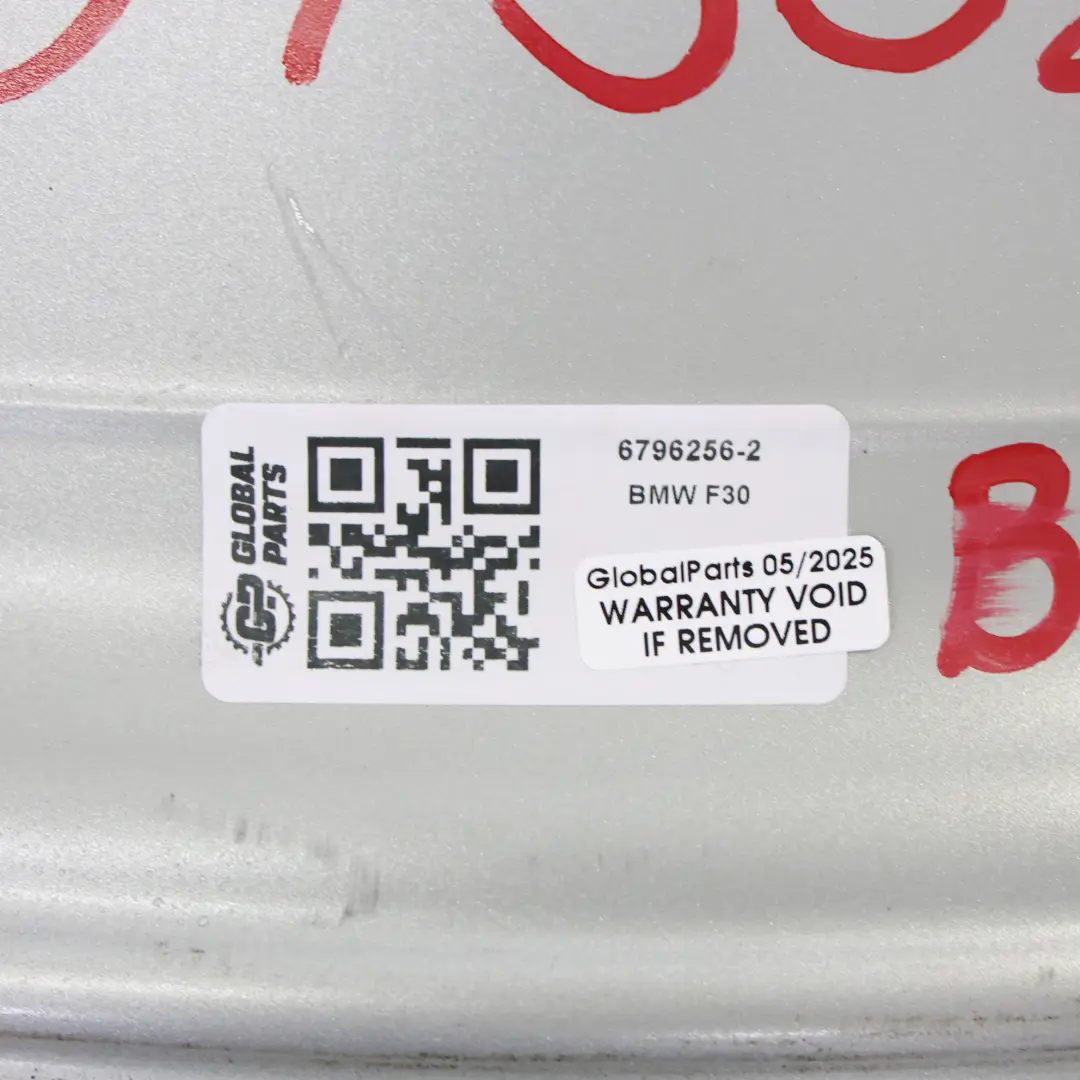 GLOBAL
PARTS
6796256-2
BMW F30
GlobalParts 05/2025
WARRANTY VOID
IF REMOVED
B